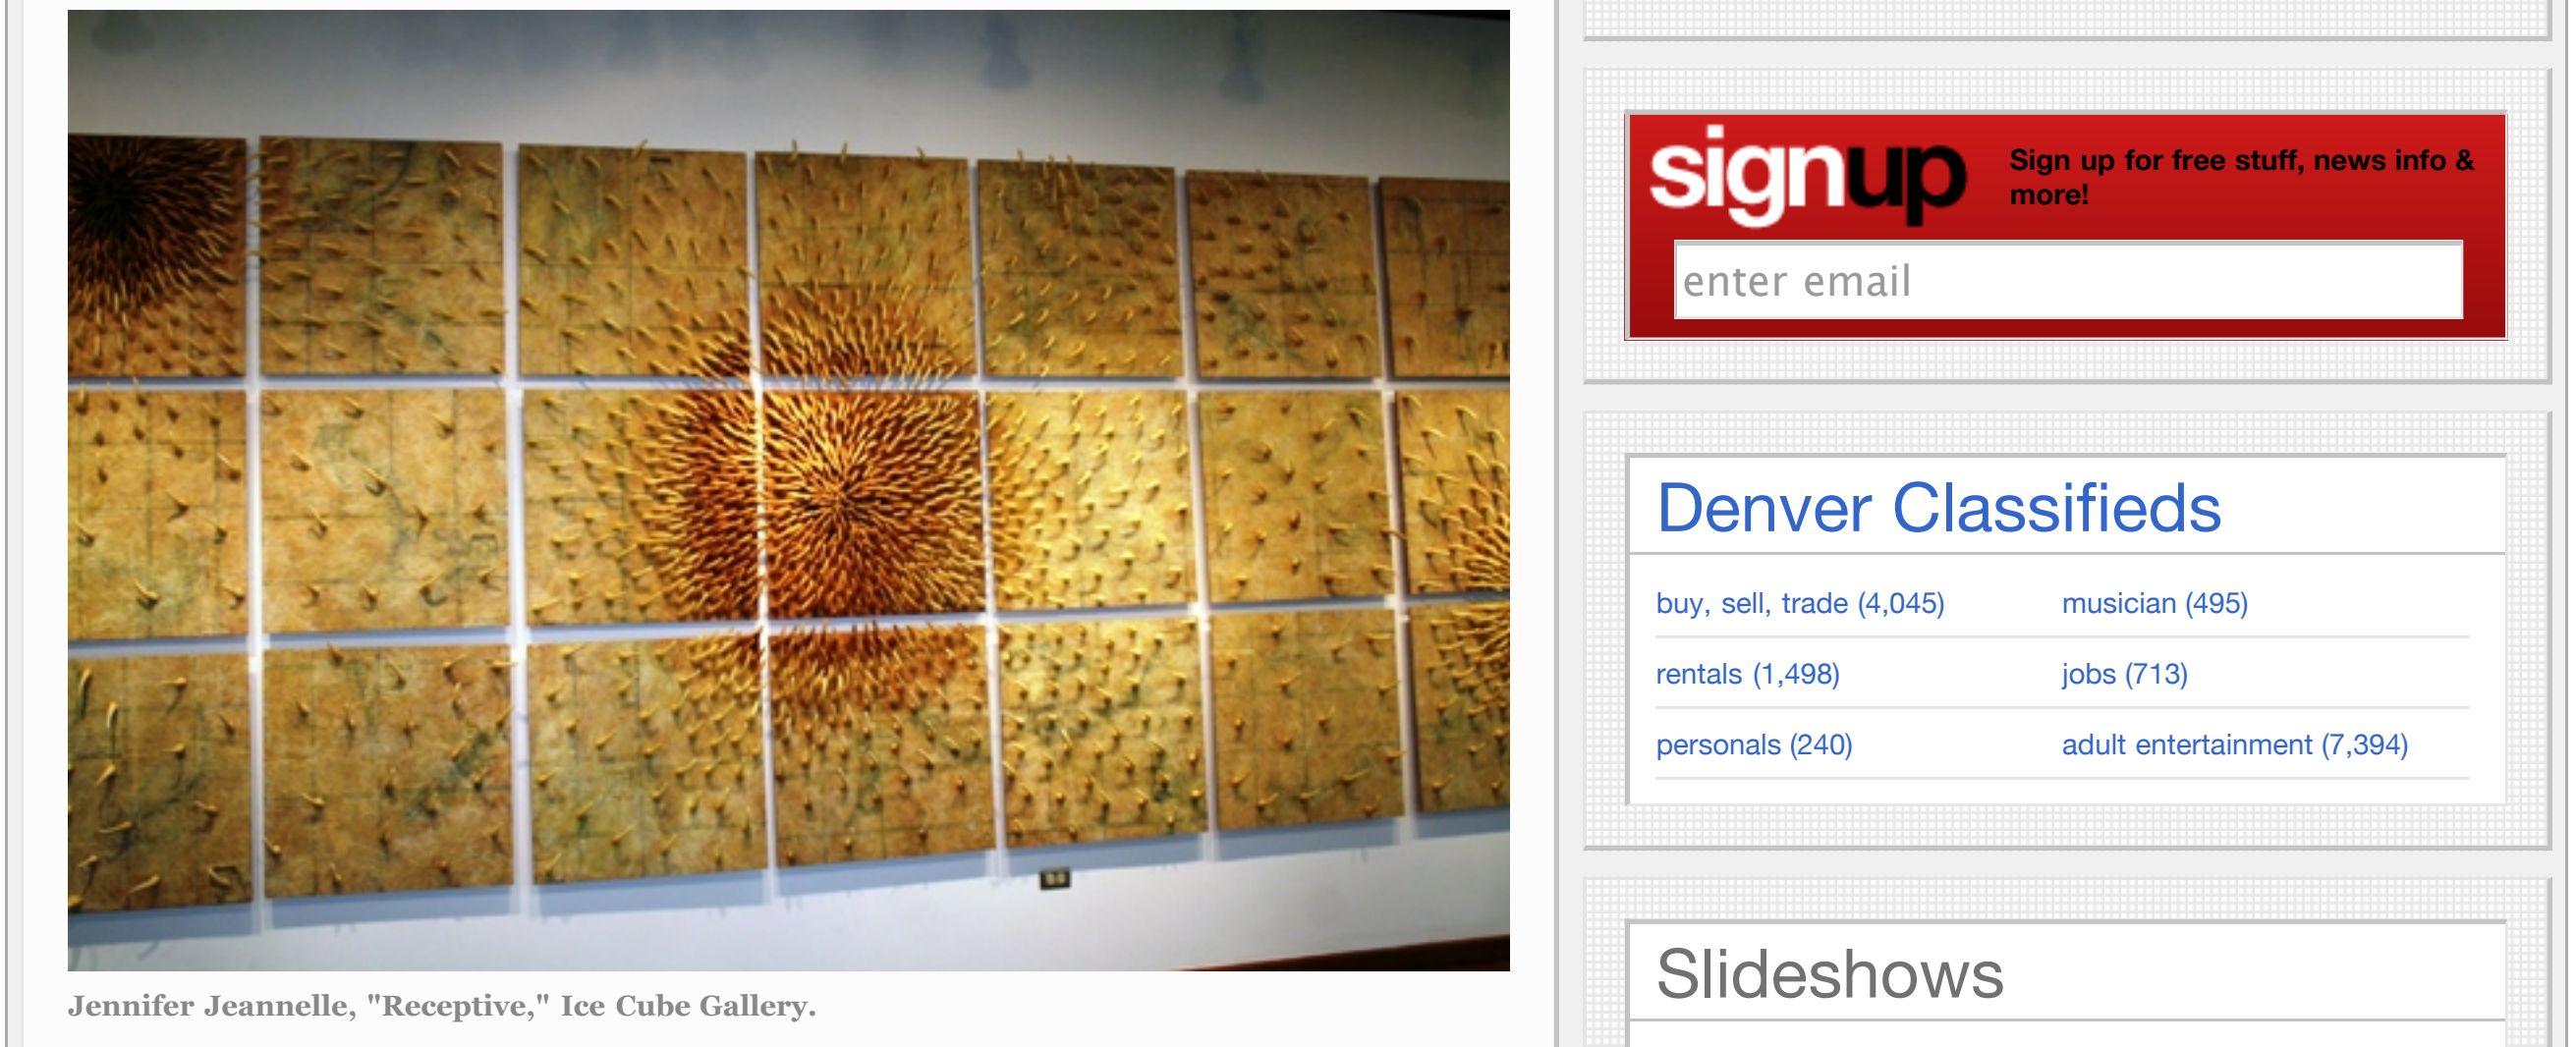 Jennifer Jeannelle, "Receptive," Ice Cube Gallery.
signup
Sign up for free stuff, news info &
more!
enter email
Denver Classifieds
buy, sell, trade (4,045)
musician (495)
rentals (1,498)
jobs (713)
personals (240)
adult entertainment (7,394)
Slideshows